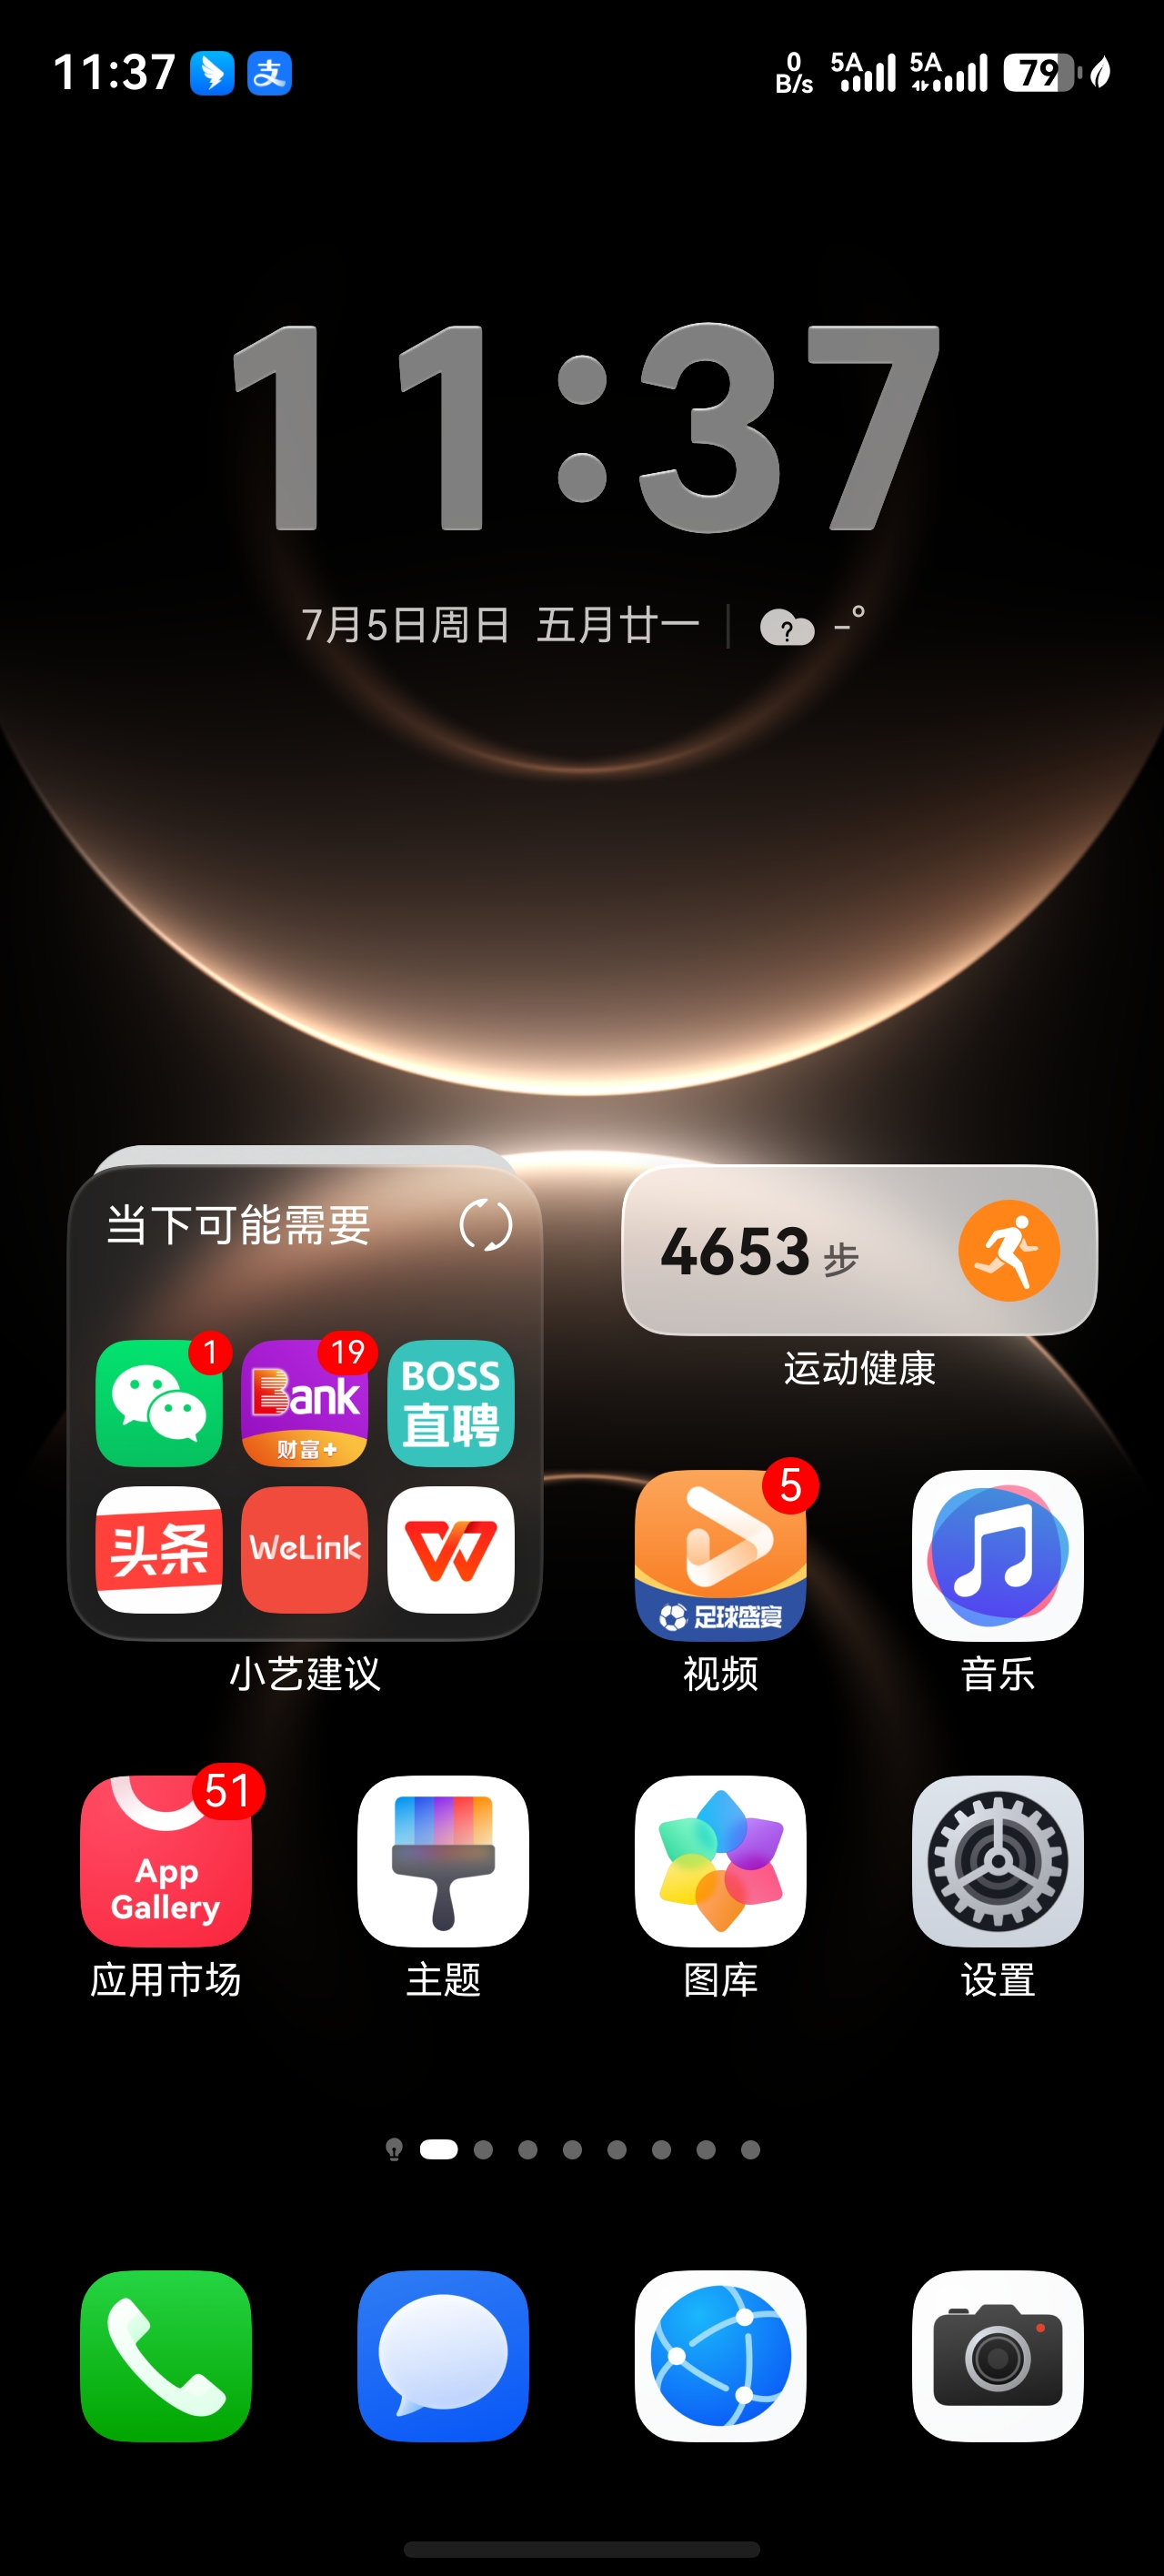 11:37 支 0 B/s 5A 5A 79
11:37
7月5日周日 五月廿一 ? -°
当下可能需要
4653 步
运动健康
1
19
Bank
财富+
BOSS
直聘
头条
WeLink
W
小艺建议
5
足球盛宴
视频
音乐
51
App
Gallery
应用市场
主题
图库
设置